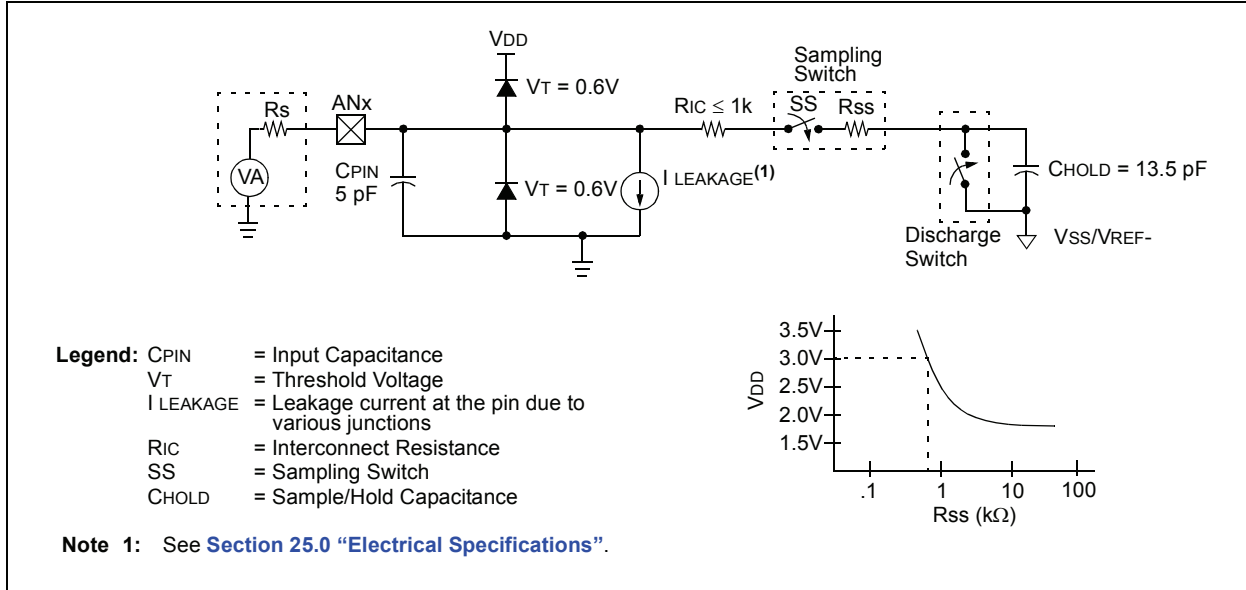 VDD
Sampling
Switch
VT = 0.6V
Rs
ANx
RIC ≤ 1k
SS
Rss
VA
CPIN
5 pF
VT = 0.6V
I LEAKAGE(1)
CHOLD = 13.5 pF
Discharge
Switch
VSS/VREF-
Legend: CPIN = Input Capacitance
VT = Threshold Voltage
I LEAKAGE = Leakage current at the pin due to
various junctions
RIC = Interconnect Resistance
SS = Sampling Switch
CHOLD = Sample/Hold Capacitance
3.5V
3.0V
2.5V
2.0V
1.5V
VDD
.1 1 10 100
Rss (kΩ)
Note 1: See Section 25.0 “Electrical Specifications”.